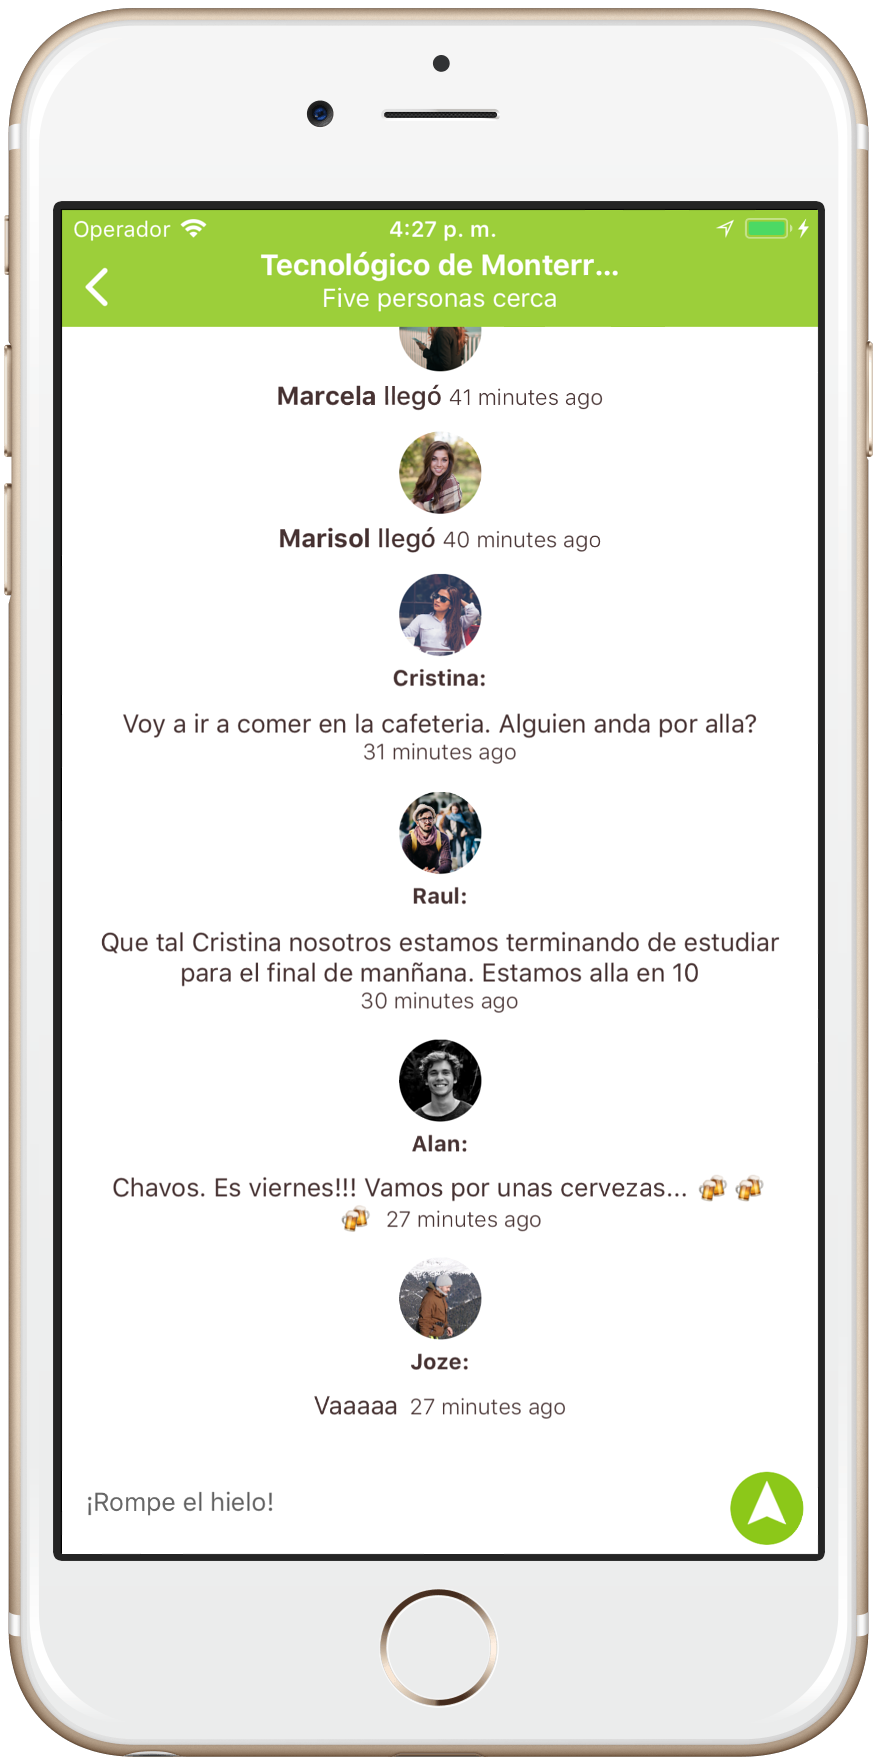 Operador 4:27 p. m.
Tecnológico de Monterr...
Five personas cerca
Marcela llegó 41 minutes ago
Marisol llegó 40 minutes ago
Cristina:
Voy a ir a comer en la cafeteria. Alguien anda por alla?
31 minutes ago
Raul:
Que tal Cristina nosotros estamos terminando de estudiar
para el final de manñana. Estamos alla en 10
30 minutes ago
Alan:
Chavos. Es viernes!!! Vamos por unas cervezas... 🍻 🍻
🍻 27 minutes ago
Joze:
Vaaaaa 27 minutes ago
¡Rompe el hielo!